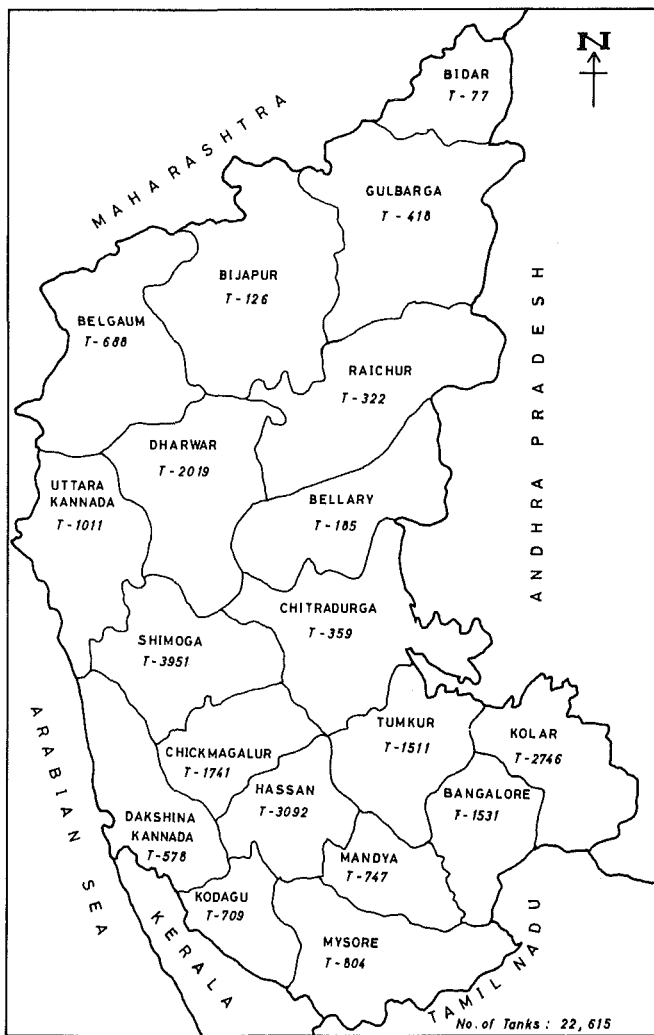 N
BIDAR
T-77
MAHARASHTRA
GULBARGA
T-418
BIJAPUR
T-126
BELGAUM
T-688
ANDHRA PRADESH
RAICHUR
T-322
DHARWAR
T-2019
UTTARA
KANNADA
T-1011
BELLARY
T-185
CHITRADURGA
T-359
SHIMOGA
T-3951
ARABIAN SEA
TUMKUR
T-1511
KOLAR
T-2746
CHICKMAGALUR
T-1741
HASSAN
T-3092
BANGALORE
T-1531
DAKSHINA
KANNADA
T-578
MANDYA
T-747
KODAGU
T-709
KERALA
MYSORE
T-804
TAMIL NADU
No. of Tanks : 22,615